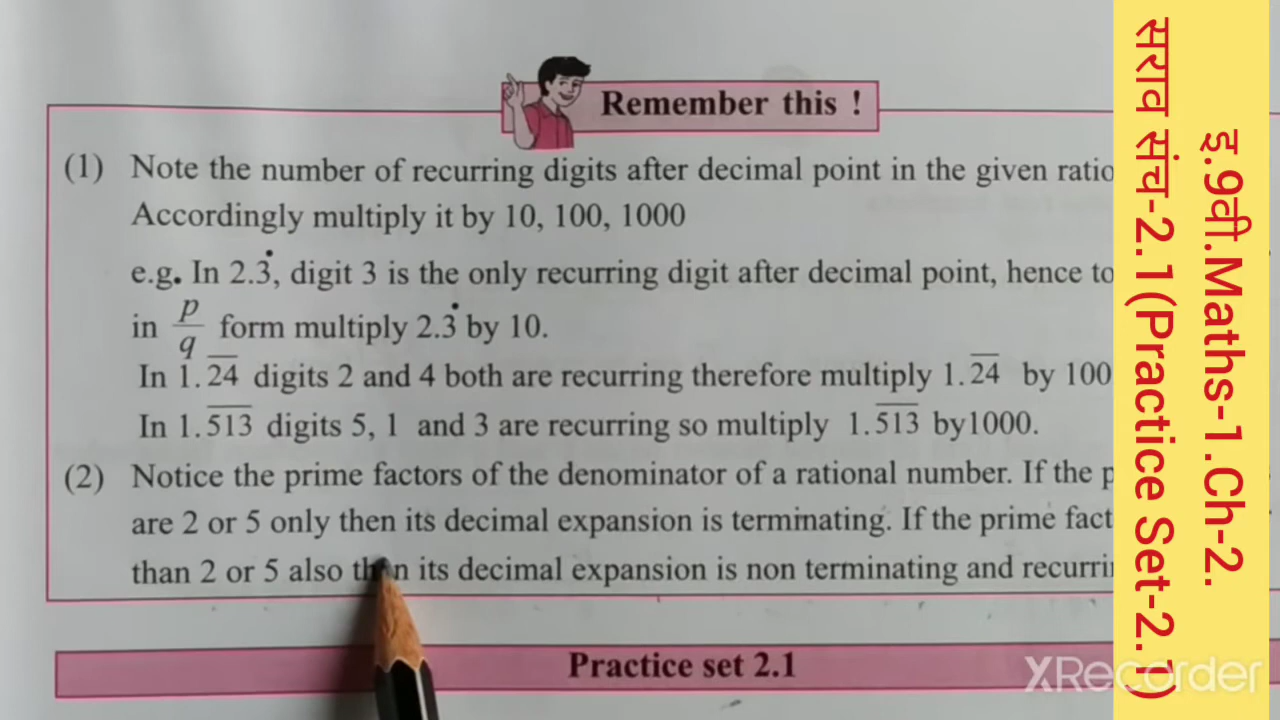 Remember this !
(1) Note the number of recurring digits after decimal point in the given ratio
Accordingly multiply it by 10, 100, 1000
e.g. In 2.3̇, digit 3 is the only recurring digit after decimal point, hence to
in p/q form multiply 2.3̇ by 10.
In 1.2̅4̅ digits 2 and 4 both are recurring therefore multiply 1.2̅4̅ by 100
In 1.5̅1̅3̅ digits 5, 1 and 3 are recurring so multiply 1.5̅1̅3̅ by1000.
(2) Notice the prime factors of the denominator of a rational number. If the p
are 2 or 5 only then its decimal expansion is terminating. If the prime fact
than 2 or 5 also then its decimal expansion is non terminating and recurri
Practice set 2.1
इ.9वी.Maths-1.Ch-2.
सराव संच-2.1(Practice Set-2.1)
XRecorder